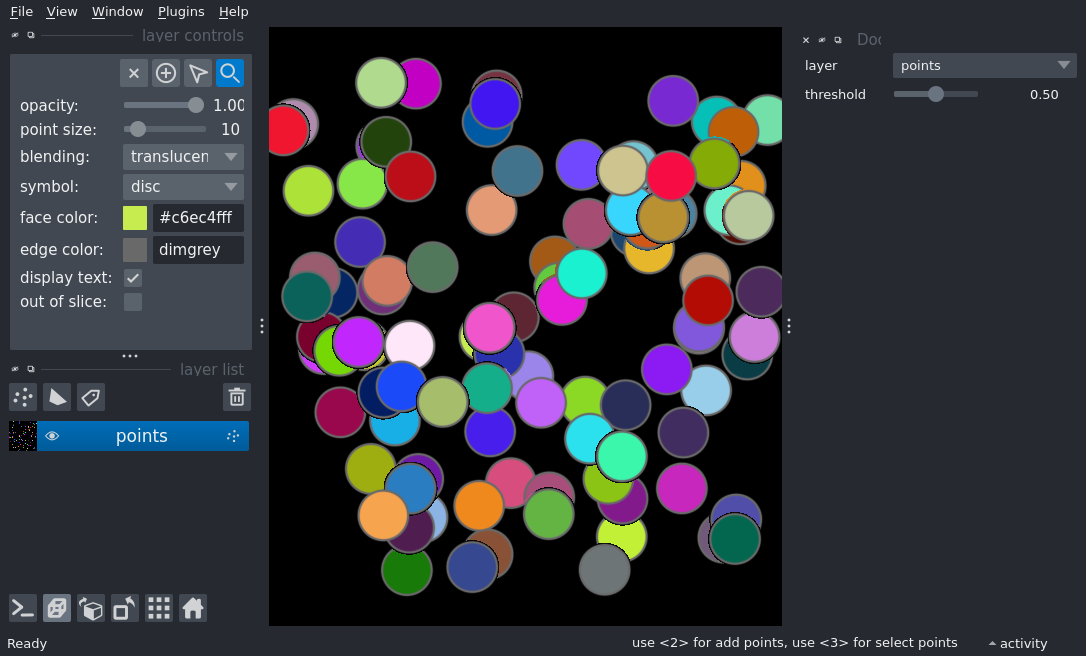 File View Window Plugins Help
layer controls
opacity: 1.00
point size: 10
blending: translucen
symbol: disc
face color: #c6ec4fff
edge color: dimgrey
display text:
out of slice:
layer list
points
Doc
layer points
threshold 0.50
Ready
use <2> for add points, use <3> for select points
activity